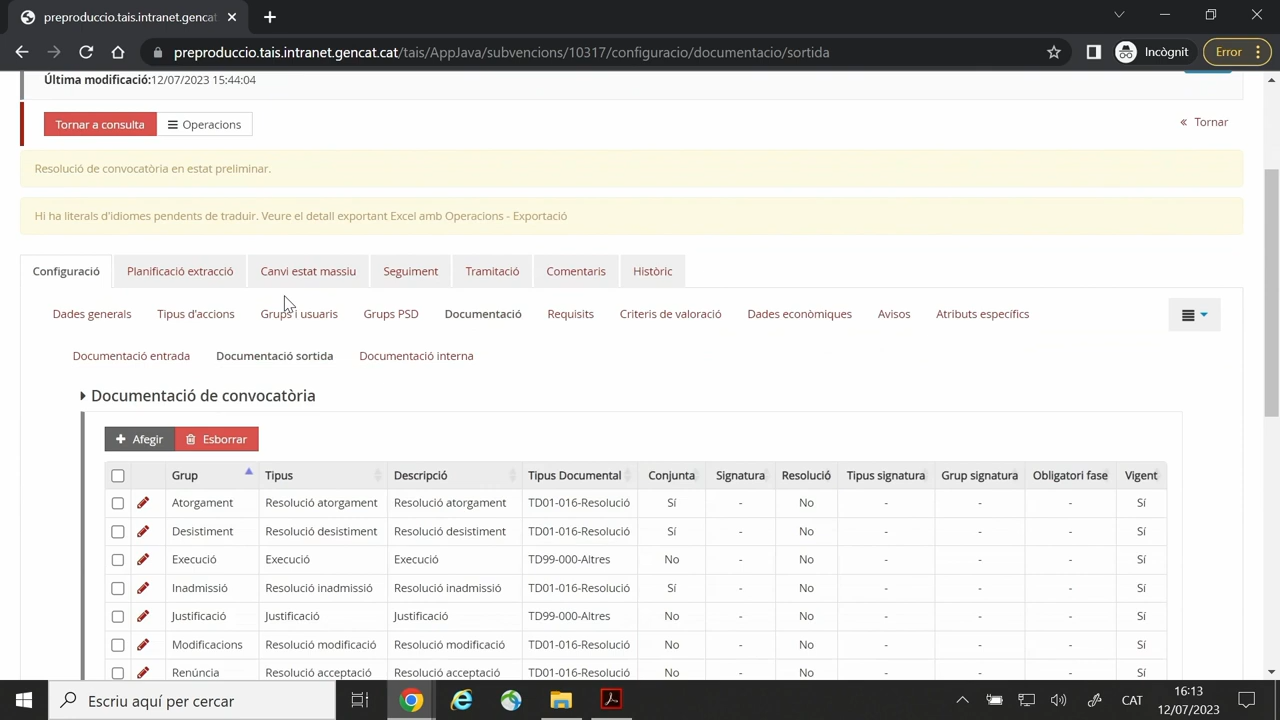 preproduccio.tais.intranet.gencat
preproduccio.tais.intranet.gencat.cat/tais/AppJava/subvencions/10317/configuracio/documentacio/sortida
Incògnit
Error
Última modificació:12/07/2023 15:44:04
Tornar a consulta
Operacions
« Tornar
Resolució de convocatòria en estat preliminar.
Hi ha literals d'idiomes pendents de traduir. Veure el detall exportant Excel amb Operacions - Exportació
Configuració Planificació extracció Canvi estat massiu Seguiment Tramitació Comentaris Històric
Dades generals Tipus d'accions Grups i usuaris Grups PSD Documentació Requisits Criteris de valoració Dades econòmiques Avisos Atributs específics
Documentació entrada Documentació sortida Documentació interna
Documentació de convocatòria
+ Afegir Esborrar
Grup Tipus Descripció Tipus Documental Conjunta Signatura Resolució Tipus signatura Grup signatura Obligatori fase Vigent
Atorgament Resolució atorgament Resolució atorgament TD01-016-Resolució Sí - No - - - Sí
Desistiment Resolució desistiment Resolució desistiment TD01-016-Resolució Sí - No - - - Sí
Execució Execució Execució TD99-000-Altres No - No - - - Sí
Inadmissió Resolució inadmissió Resolució inadmissió TD01-016-Resolució Sí - No - - - Sí
Justificació Justificació Justificació TD99-000-Altres No - No - - - Sí
Modificacions Resolució modificació Resolució modificació TD01-016-Resolució No - No - - - Sí
Renúncia Resolució acceptació Resolució acceptació TD01-016-Resolució No - No - - - Sí
Escriu aquí per cercar
CAT
16:13
12/07/2023